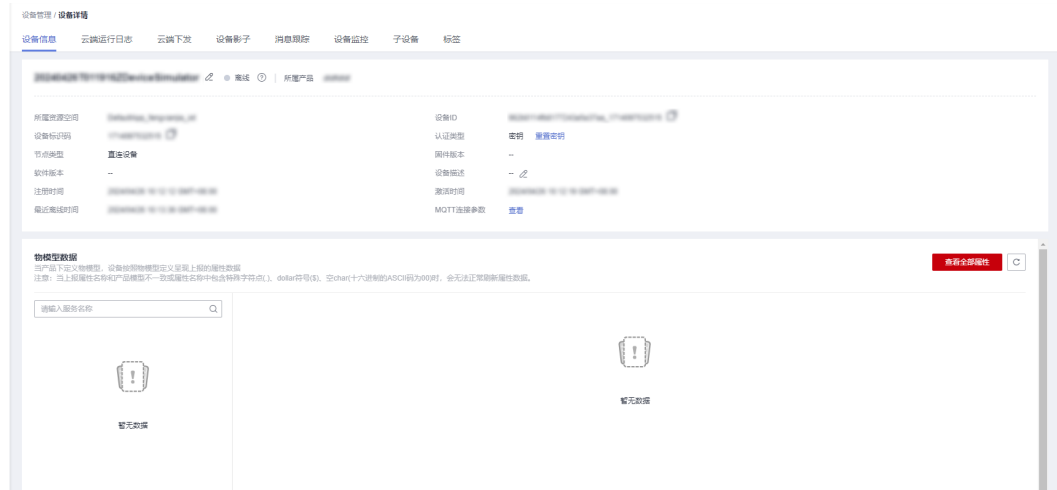 设备管理 / 设备详情
设备信息 云端运行日志 云端下发 设备影子 消息跟踪 设备监控 子设备 标签
离线 所属产品
所属资源空间 设备ID
设备标识码 认证类型 密钥 重置密钥
节点类型 直连设备 固件版本 --
软件版本 -- 设备描述 --
注册时间 激活时间
最近离线时间 MQTT连接参数 查看
物模型数据
当产品下定义物模型，设备按照物模型定义呈现上报的属性数据
注意：当上报属性名称和产品模型不一致或属性名称中包含特殊字符点(.)、dollar符号($)、空char(十六进制的ASCII码为00)时，会无法正常刷新属性数据。
查看全部属性
请输入服务名称
暂无数据
暂无数据